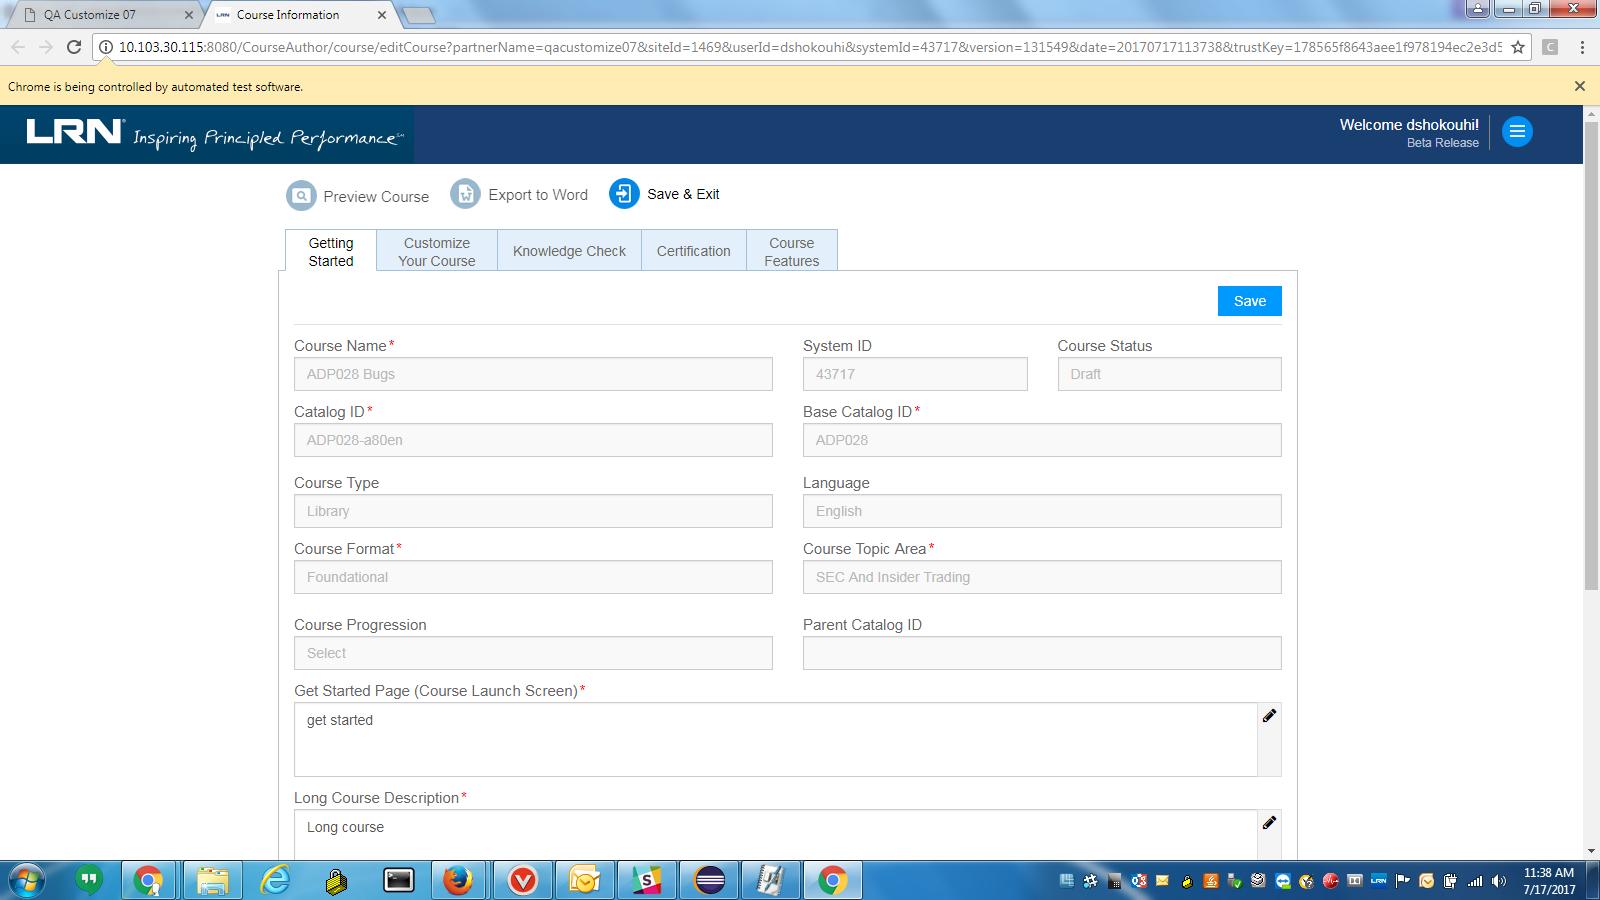 QA Customize 07
LRN Course Information
10.103.30.115:8080/CourseAuthor/course/editCourse?partnerName=qacustomize07&siteId=1469&userId=dshokouhi&systemId=43717&version=131549&date=20170717113738&trustKey=178565f8643aee1f978194ec2e3d5
Chrome is being controlled by automated test software.
LRN Inspiring Principled Performance
Welcome dshokouhi!
Beta Release
Preview Course
Export to Word
Save & Exit
Getting Started
Customize Your Course
Knowledge Check
Certification
Course Features
Save
Course Name*
System ID
Course Status
ADP028 Bugs
43717
Draft
Catalog ID*
Base Catalog ID*
ADP028-a80en
ADP028
Course Type
Language
Library
English
Course Format*
Course Topic Area*
Foundational
SEC And Insider Trading
Course Progression
Parent Catalog ID
Select
Get Started Page (Course Launch Screen)*
get started
Long Course Description*
Long course
LRN
11:38 AM
7/17/2017